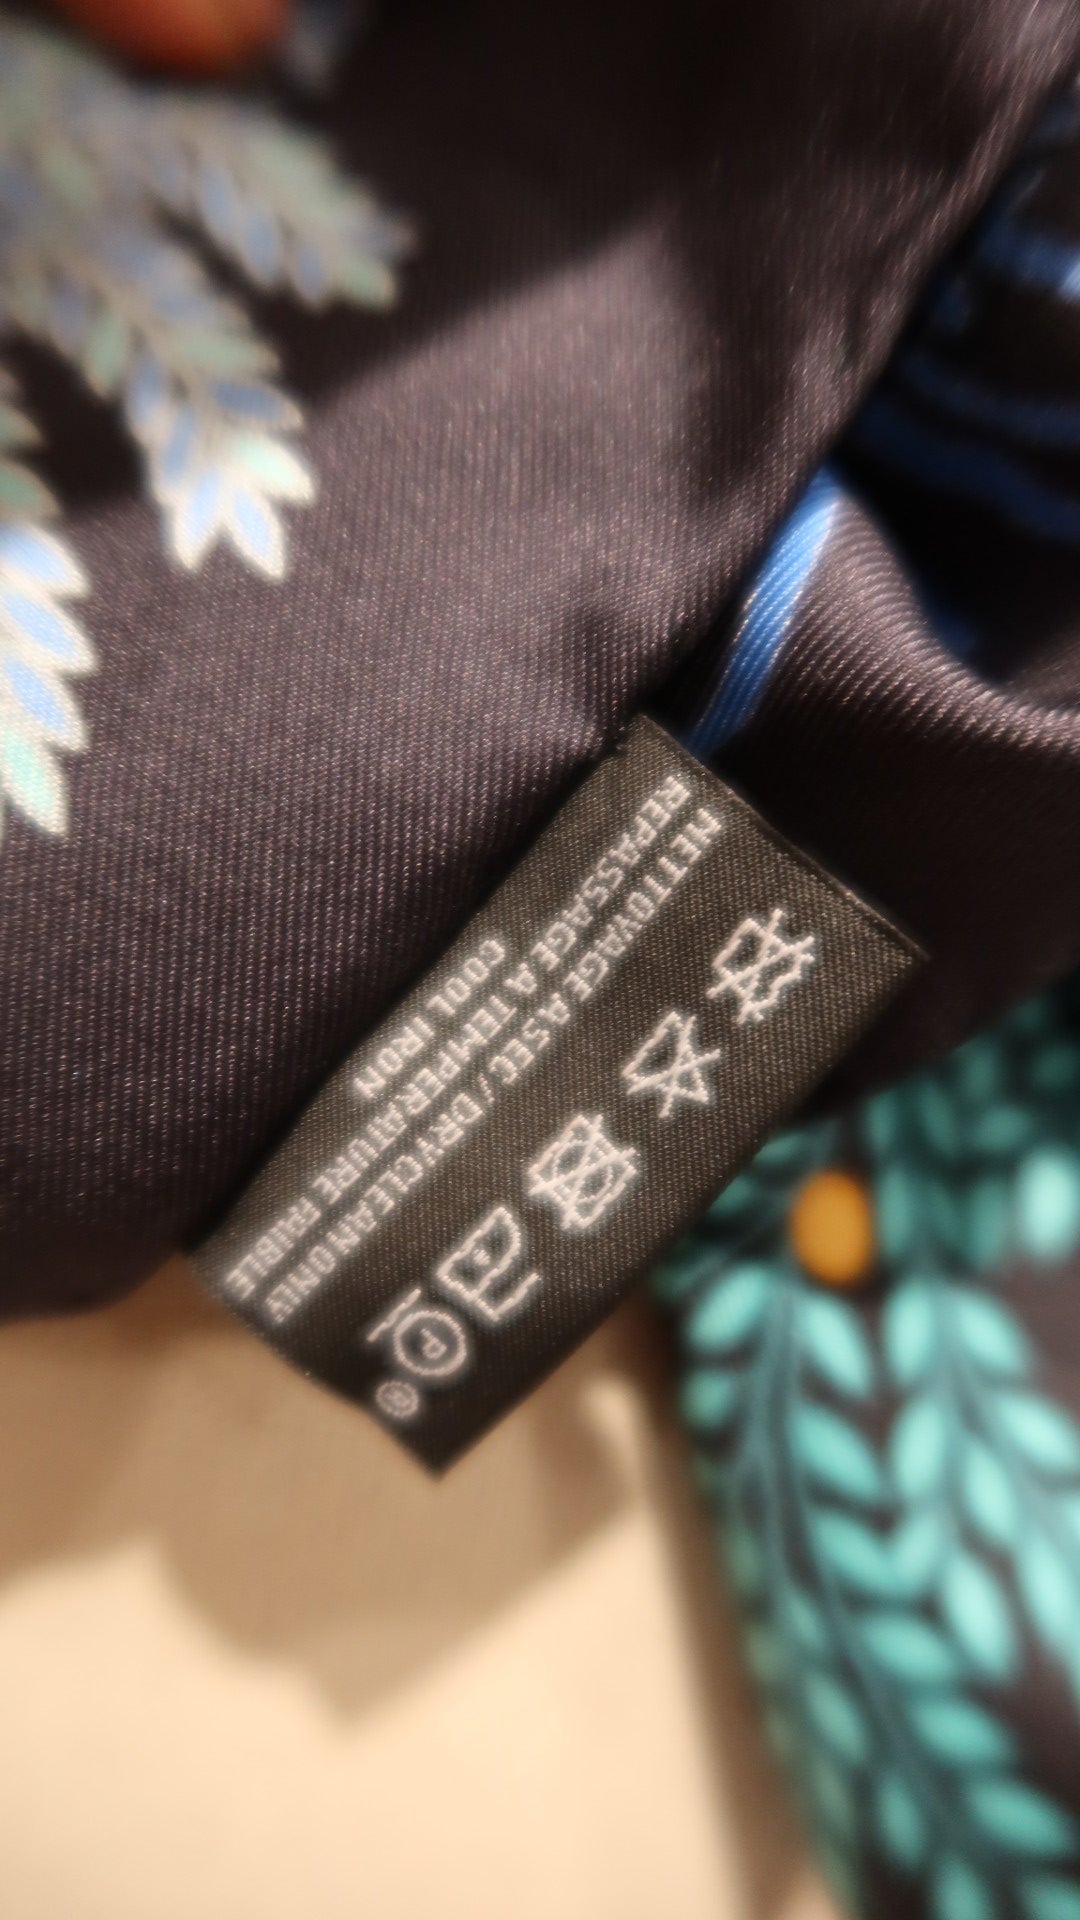 NETTOYAGE A SEC/DRY CLEAN ONLY
REPASSAGE A TEMPERATURE FAIBLE
COOL IRON
P